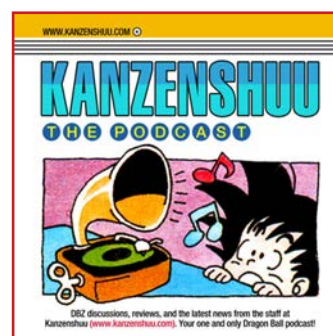 WWW.KANZENSHUU.COM
KANZENSHUU
THE PODCAST
DBZ discussions, reviews, and the latest news from the staff at
Kanzenshuu (www.kanzenshuu.com). Your one and only Dragon Ball podcast!